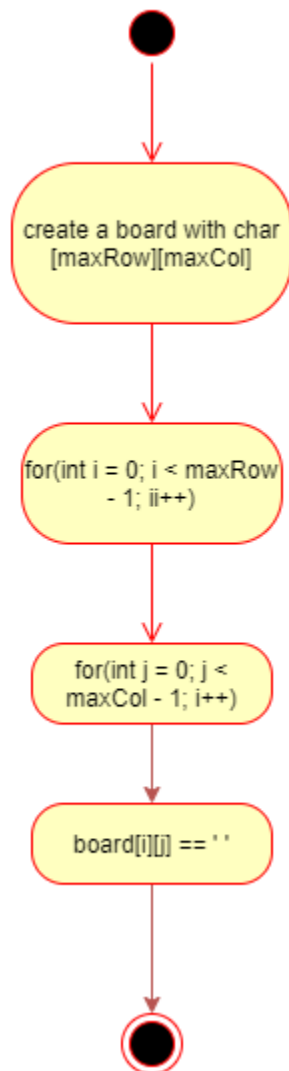 create a board with char
[maxRow][maxCol]
for(int i = 0; i < maxRow
- 1; ii++)
for(int j = 0; j <
maxCol - 1; i++)
board[i][j] == ' '